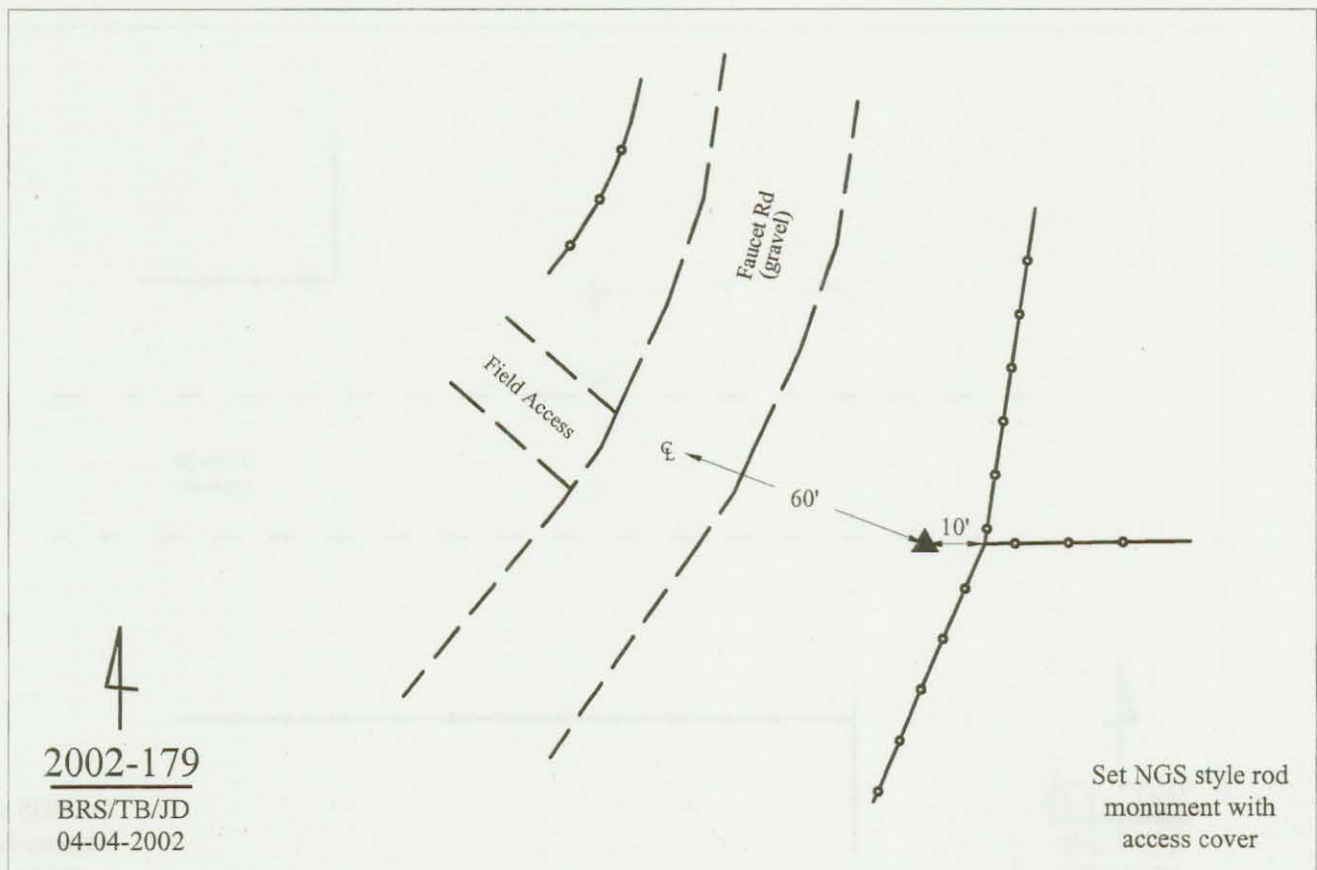 Faucet Rd
(gravel)
Field Access
℄
60'
10'
2002-179
BRS/TB/JD
04-04-2002
Set NGS style rod
monument with
access cover